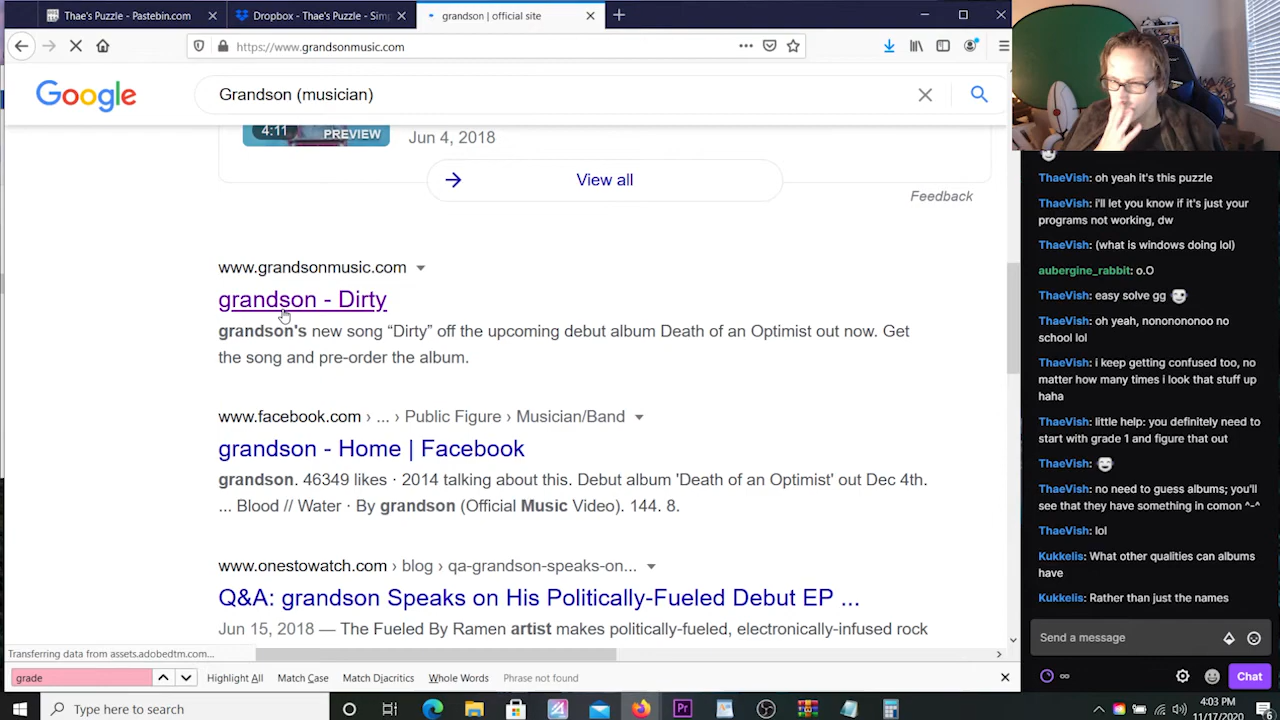 Thae's Puzzle - Pastebin.com
Dropbox - Thae's Puzzle - Simp
grandson | official site
https://www.grandsonmusic.com
Google
Grandson (musician)
4:11
PREVIEW
Jun 4, 2018
View all
Feedback
www.grandsonmusic.com
grandson - Dirty
grandson's new song “Dirty” off the upcoming debut album Death of an Optimist out now. Get
the song and pre-order the album.
www.facebook.com › ... › Public Figure › Musician/Band
grandson - Home | Facebook
grandson. 46349 likes · 2014 talking about this. Debut album 'Death of an Optimist' out Dec 4th.
... Blood // Water · By grandson (Official Music Video). 144. 8.
www.onestowatch.com › blog › qa-grandson-speaks-on...
Q&A: grandson Speaks on His Politically-Fueled Debut EP ...
Jun 15, 2018 — The Fueled By Ramen artist makes politically-fueled, electronically-infused rock
Transferring data from assets.adobedtm.com...
grade
Highlight All
Match Case
Match Diacritics
Whole Words
Phrase not found
Type here to search
4:03 PM
11/17/2020
ThaeVish: oh yeah it's this puzzle
ThaeVish: i'll let you know if it's just your
programs not working, dw
ThaeVish: (what is windows doing lol)
aubergine_rabbit: o.O
ThaeVish: easy solve gg
ThaeVish: oh yeah, nonononoo no
school lol
ThaeVish: i keep getting confused too, no
matter how many times i look that stuff up
haha
ThaeVish: little help: you definitely need to
start with grade 1 and figure that out
ThaeVish:
ThaeVish: no need to guess albums; you'll
see that they have something in comon ^-^
ThaeVish: lol
Kukkelis: What other qualities can albums
have
Kukkelis: Rather than just the names
Send a message
Chat